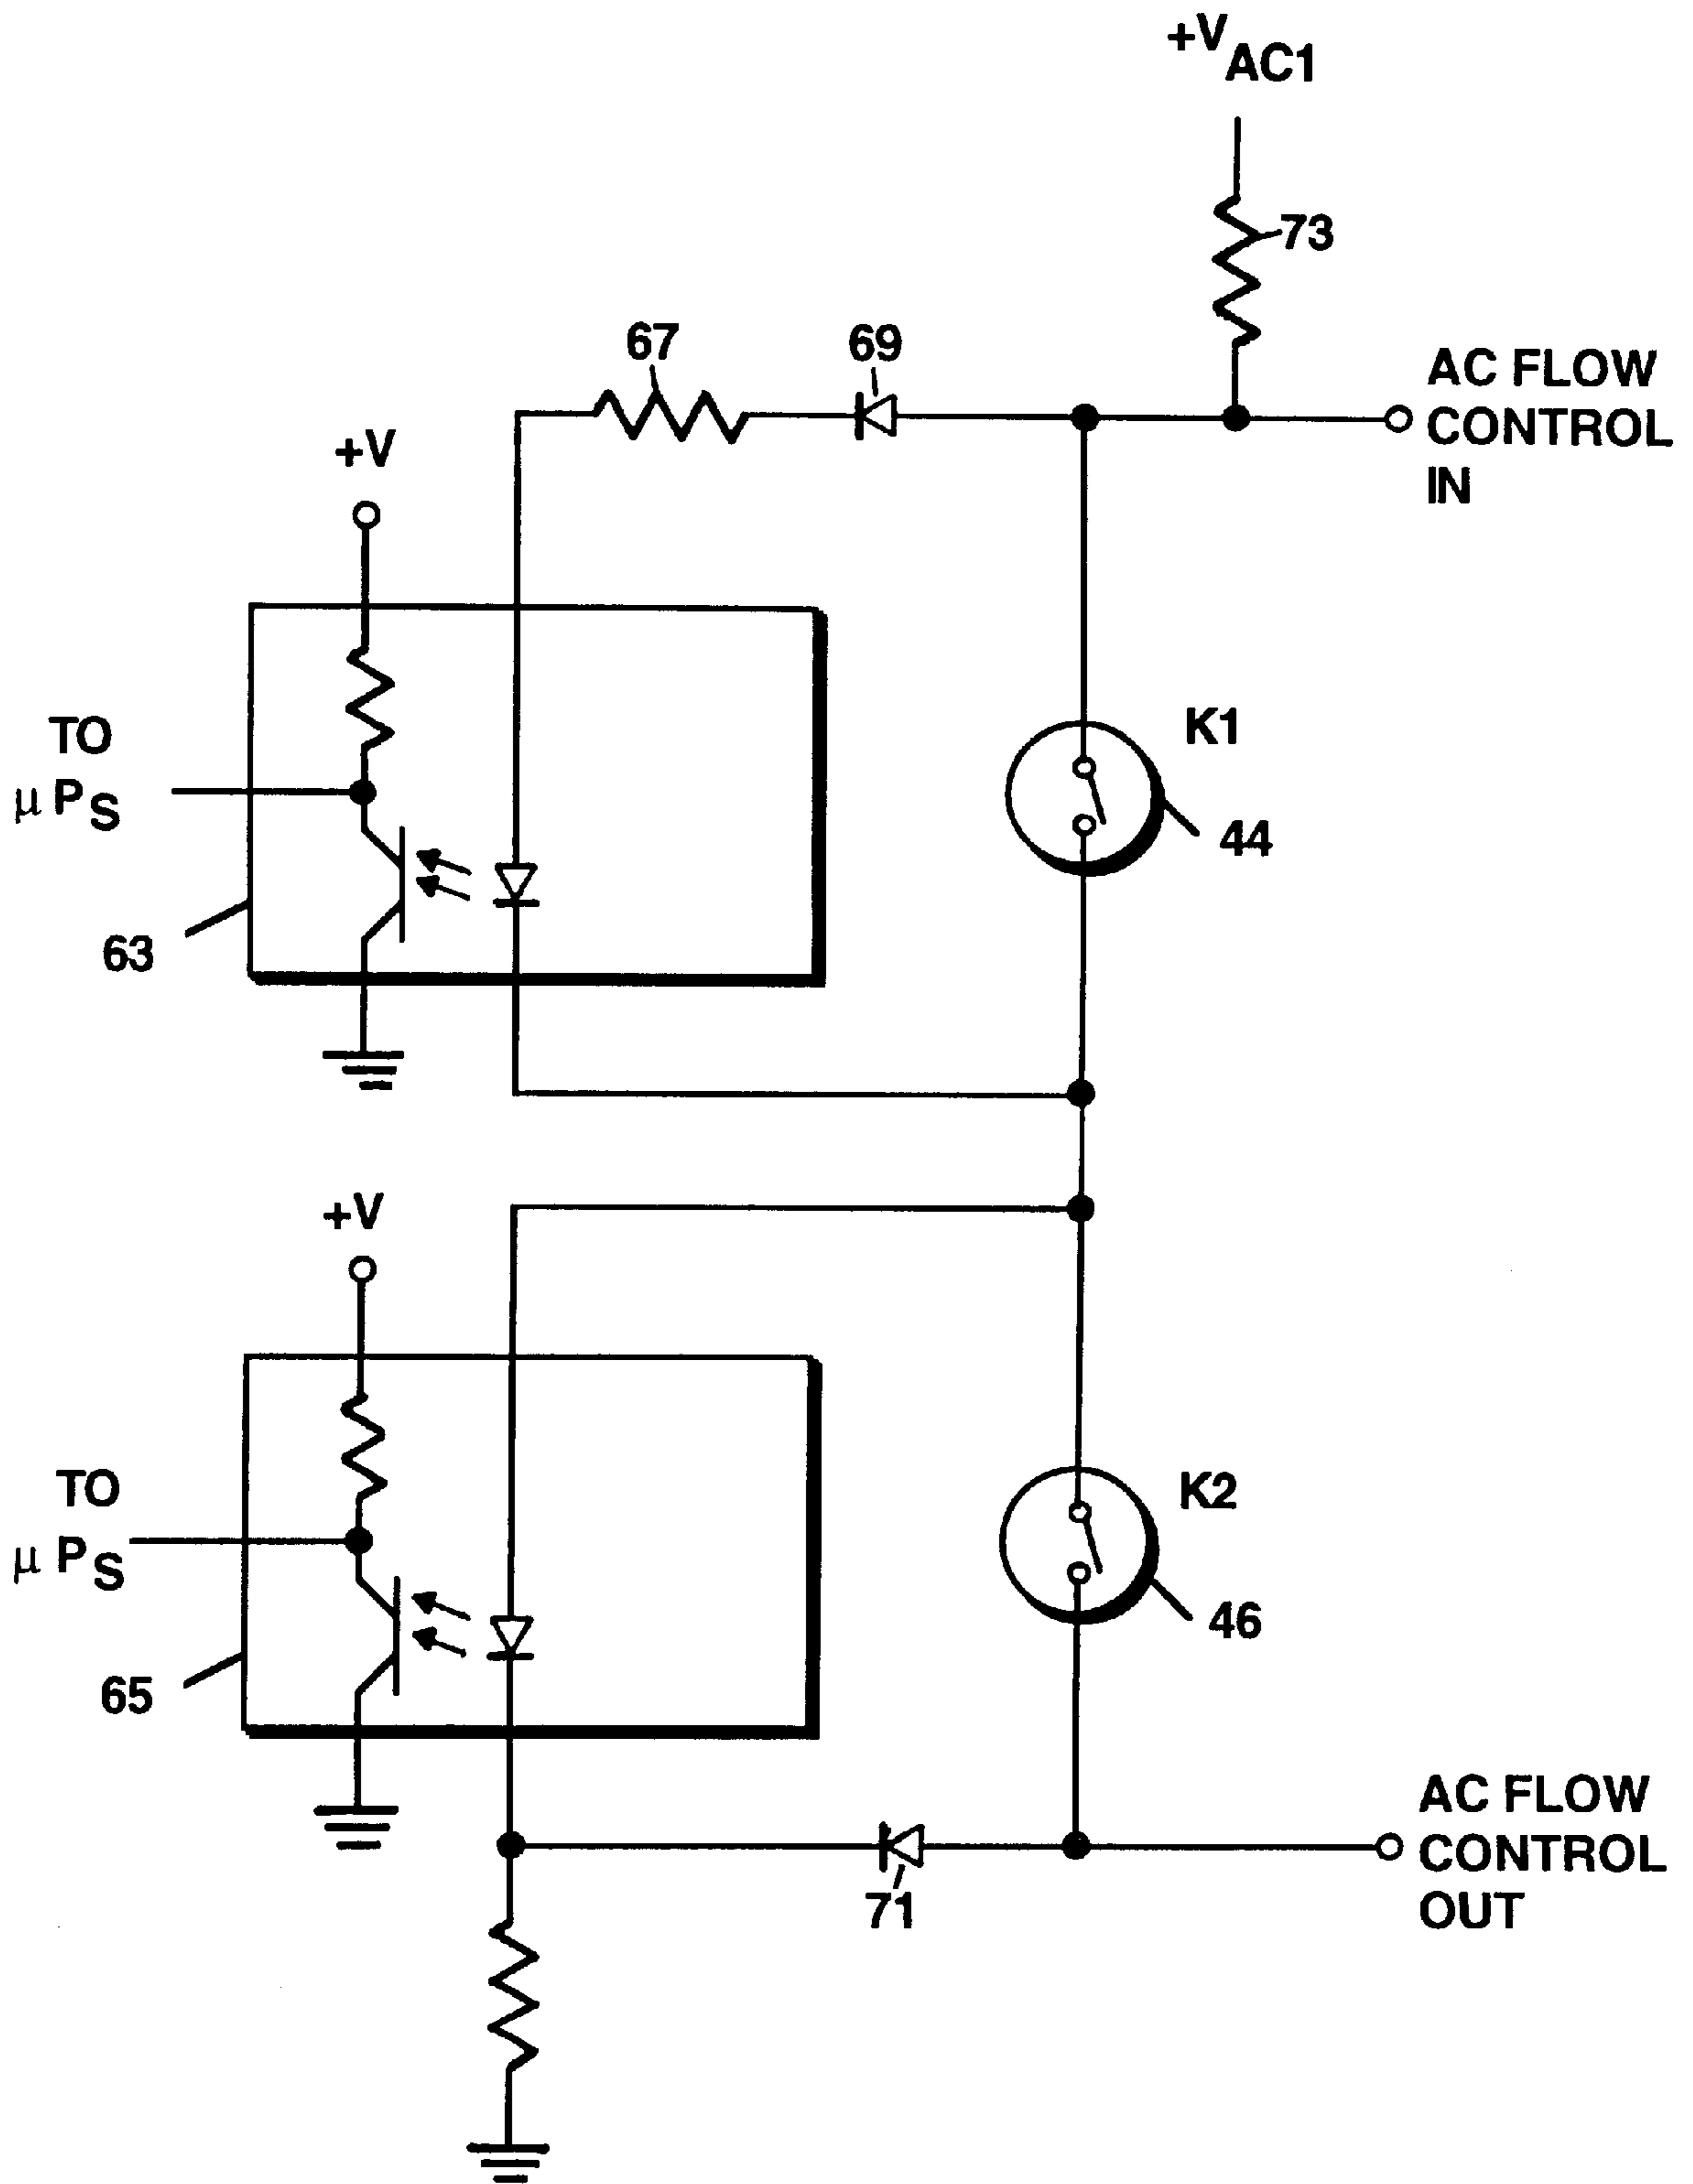 +VAC1
73
67
69
AC FLOW
CONTROL
IN
+V
K1
TO
μ PS
44
63
+V
K2
TO
μ PS
46
65
AC FLOW
CONTROL
OUT
71